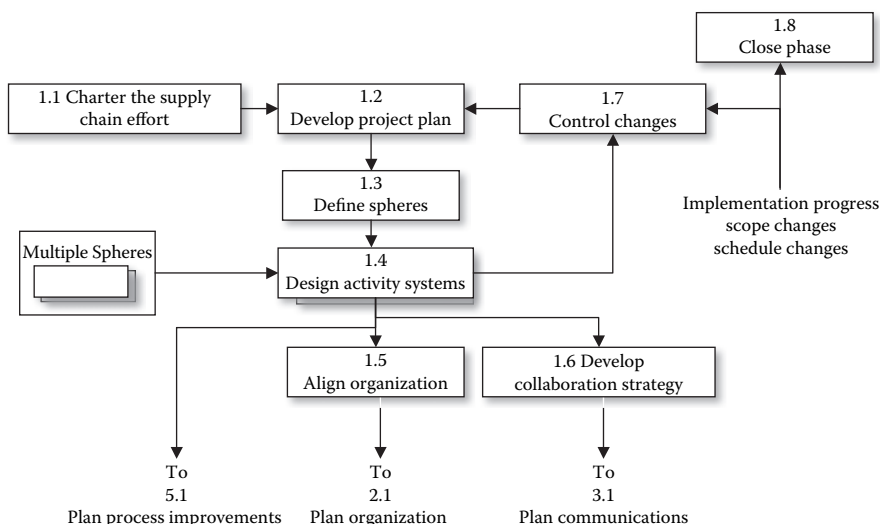 1.8
Close phase
1.1 Charter the supply
chain effort
1.2
Develop project plan
1.7
Control changes
1.3
Define spheres
Implementation progress
scope changes
schedule changes
Multiple Spheres
1.4
Design activity systems
1.5
Align organization
1.6 Develop
collaboration strategy
To
5.1
Plan process improvements
To
2.1
Plan organization
To
3.1
Plan communications